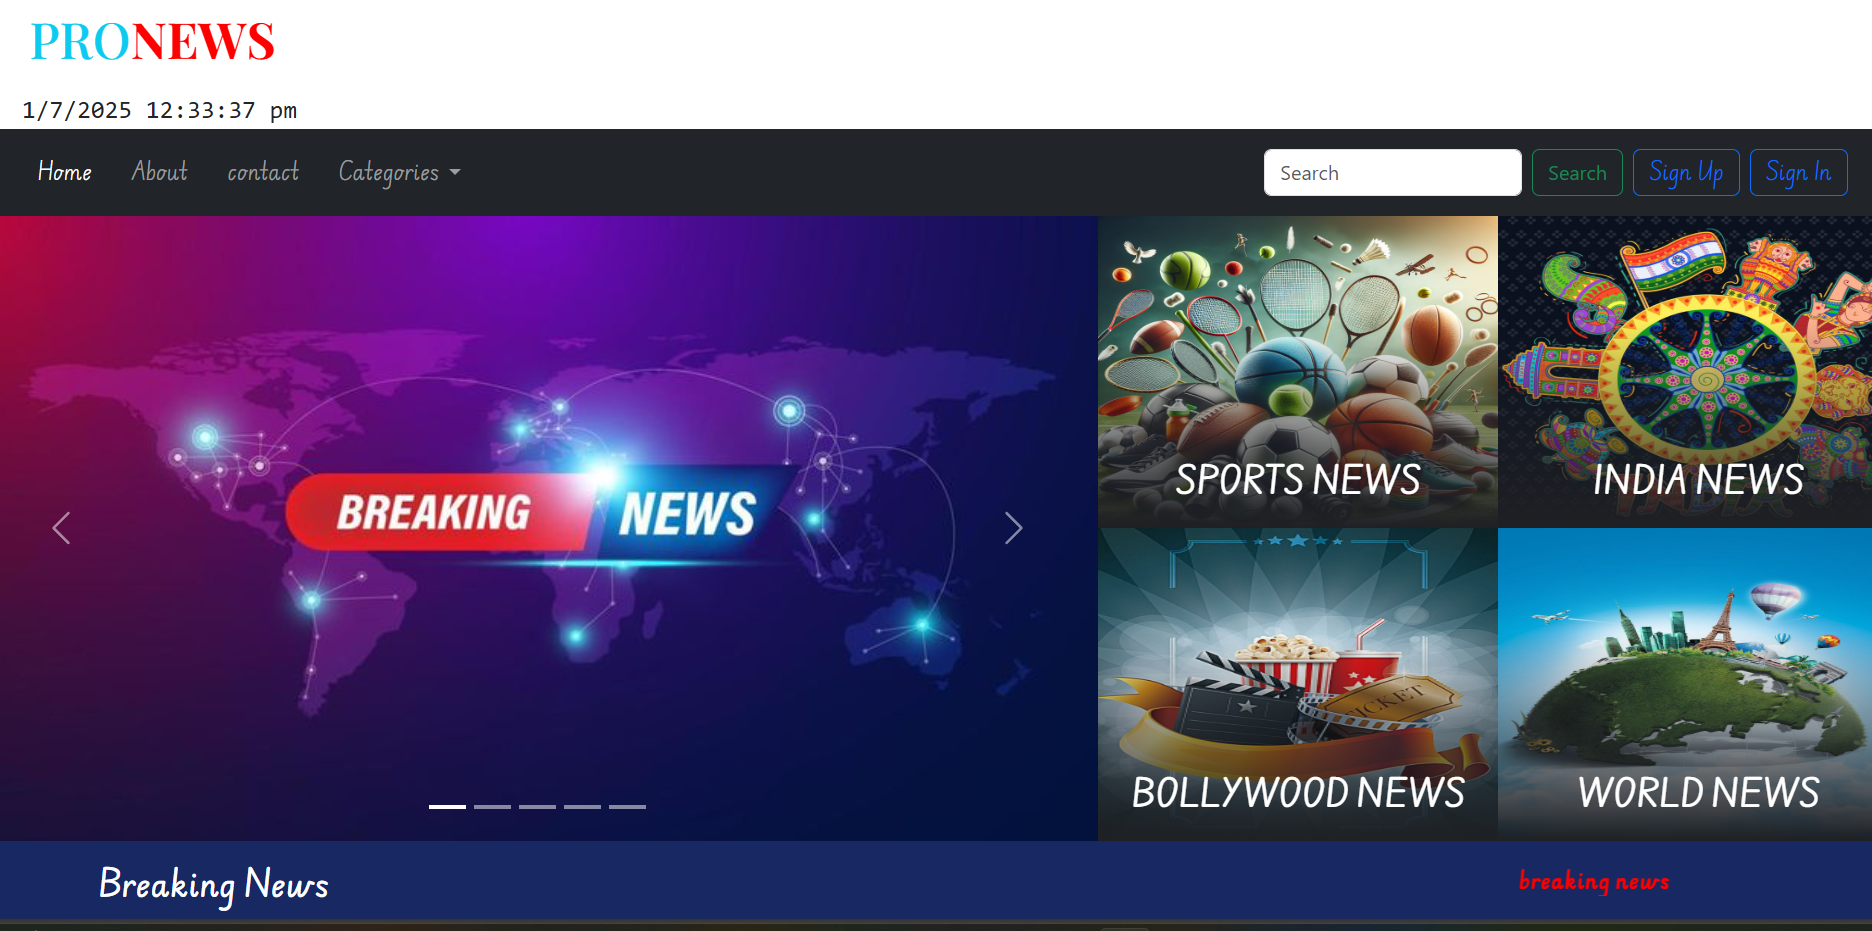 PRONEWS
1/7/2025 12:33:37 pm
Home About contact Categories Search Search Sign Up Sign In
BREAKING NEWS
SPORTS NEWS
INDIA NEWS
TICKET
BOLLYWOOD NEWS
WORLD NEWS
Breaking News
breaking news